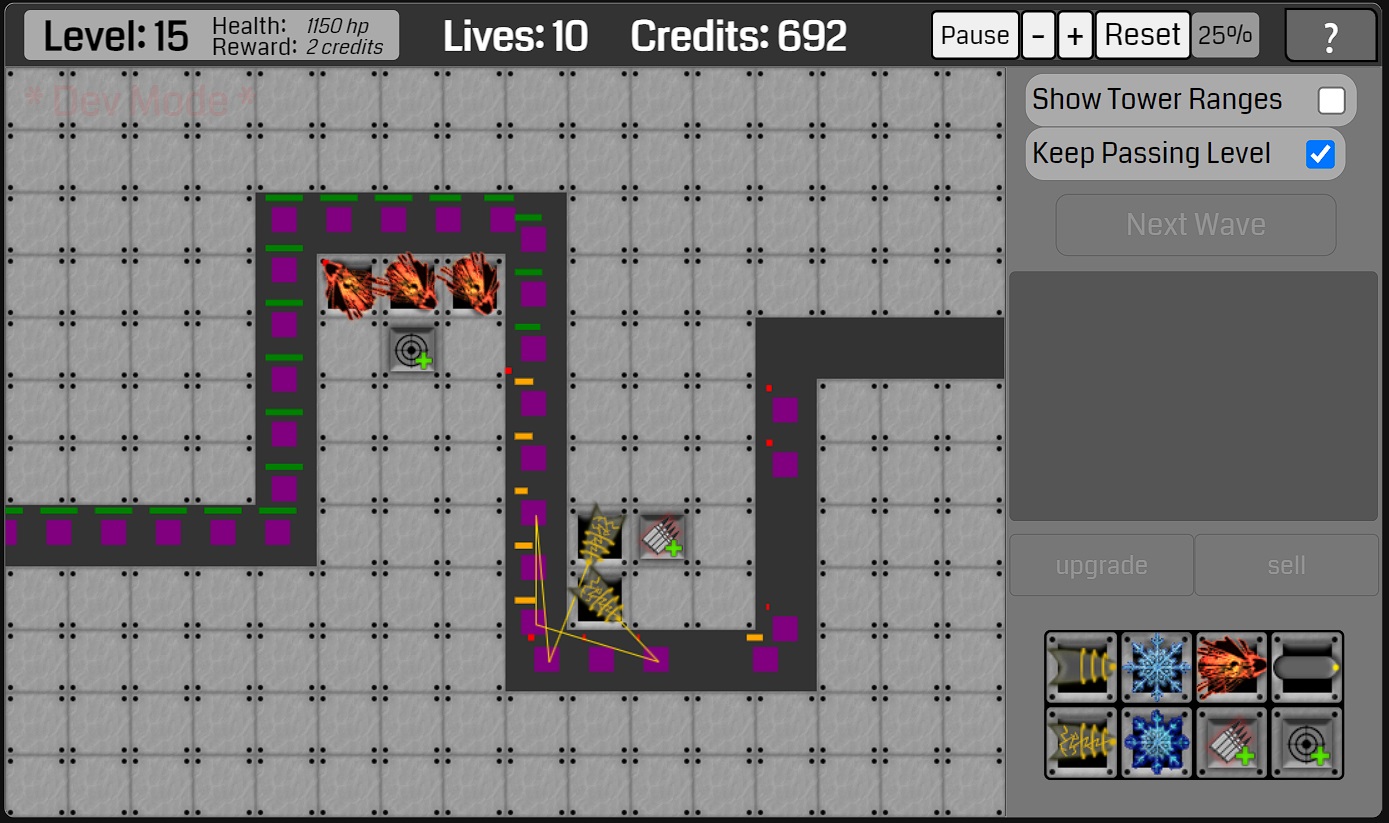 Level: 15
Health: 1150 hp
Reward: 2 credits
Lives: 10
Credits: 692
Pause
-
+
Reset
25%
?
* Dev Mode *
Show Tower Ranges
Keep Passing Level
Next Wave
upgrade
sell